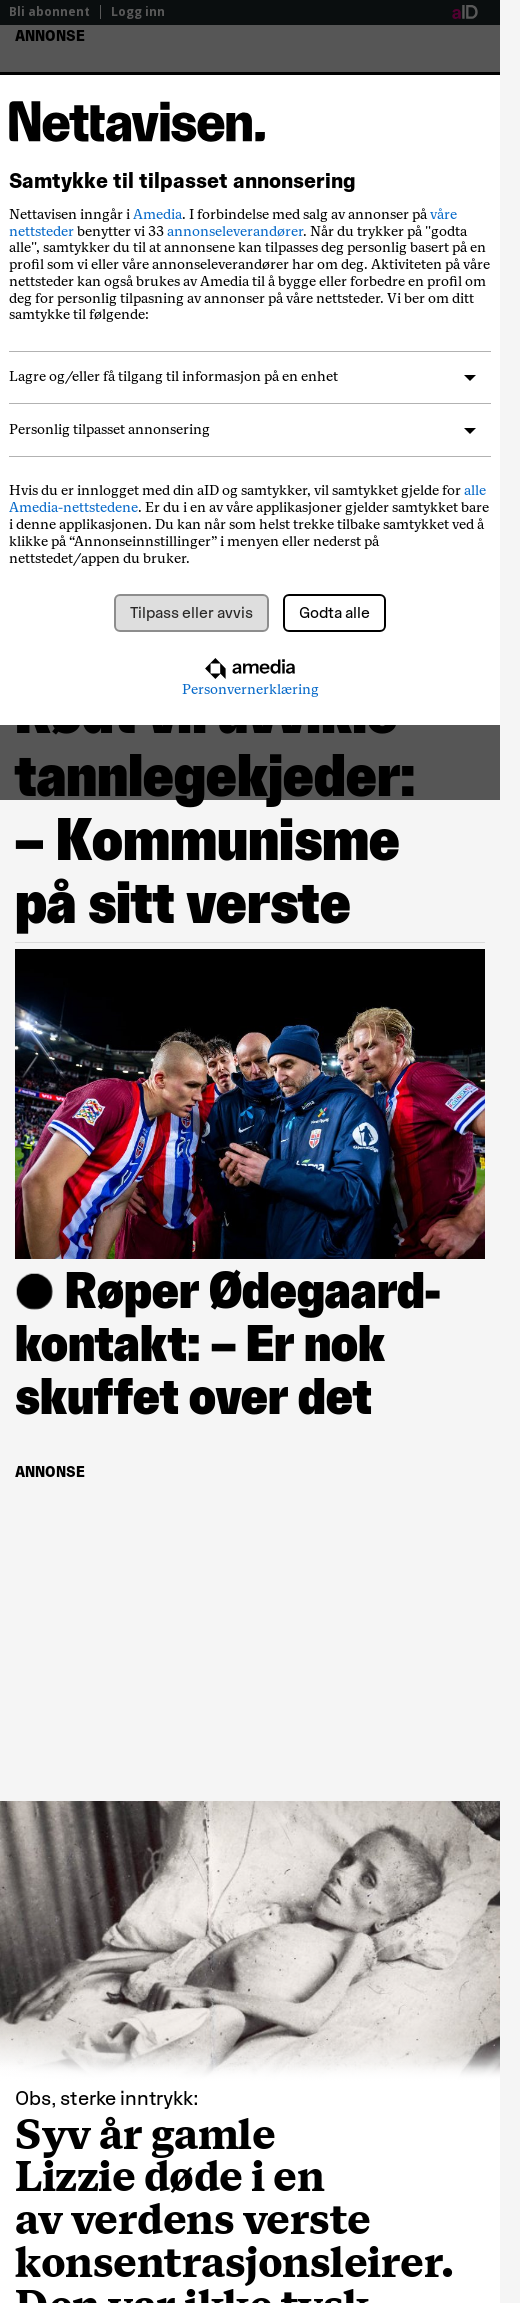 Bli abonnent | Logg inn aID
ANNONSE
Nettavisen.
Samtykke til tilpasset annonsering
Nettavisen inngår i Amedia. I forbindelse med salg av annonser på våre
nettsteder benytter vi 33 annonseleverandører. Når du trykker på "godta
alle", samtykker du til at annonsene kan tilpasses deg personlig basert på en
profil som vi eller våre annonseleverandører har om deg. Aktiviteten på våre
nettsteder kan også brukes av Amedia til å bygge eller forbedre en profil om
deg for personlig tilpasning av annonser på våre nettsteder. Vi ber om ditt
samtykke til følgende:
Lagre og/eller få tilgang til informasjon på en enhet
Personlig tilpasset annonsering
Hvis du er innlogget med din aID og samtykker, vil samtykket gjelde for alle
Amedia-nettstedene. Er du i en av våre applikasjoner gjelder samtykket bare
i denne applikasjonen. Du kan når som helst trekke tilbake samtykket ved å
klikke på “Annonseinnstillinger” i menyen eller nederst på
nettstedet/appen du bruker.
Tilpass eller avvis Godta alle
amedia
Personvernerklæring
tannlegekjeder:
– Kommunisme
på sitt verste
Røper Ødegaard-
kontakt: – Er nok
skuffet over det
ANNONSE
Obs, sterke inntrykk:
Syv år gamle
Lizzie døde i en
av verdens verste
konsentrasjonsleirer.
Den var ikke tysk